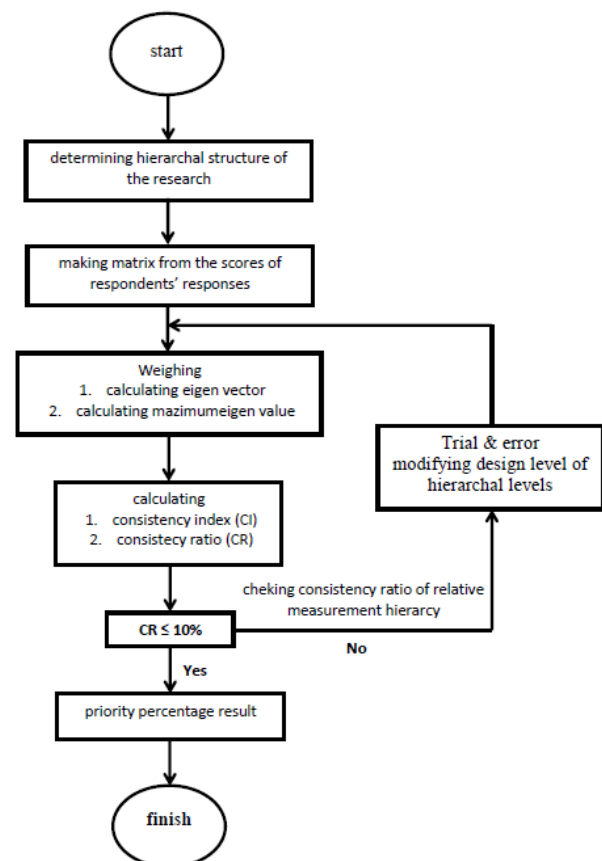 start
determining hierarchal structure of
the research
making matrix from the scores of
respondents' responses
Weighing
1. calculating eigen vector
2. calculating mazimumeigen value
Trial & error
modifying design level of
hierarchal levels
calculating
1. consistency index (CI)
2. consistecy ratio (CR)
cheking consistency ratio of relative
measurement hierarcy
CR ≤ 10%
No
Yes
priority percentage result
finish